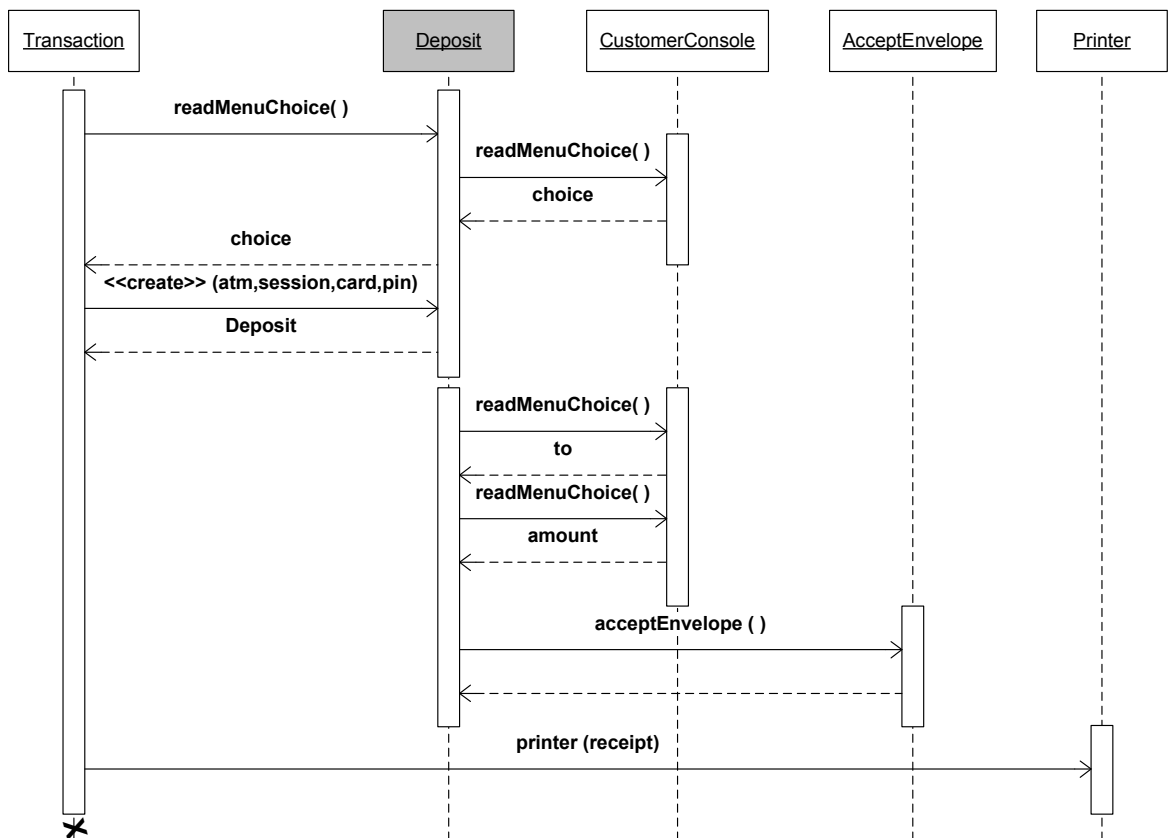 Transaction
Deposit
CustomerConsole
AcceptEnvelope
Printer
readMenuChoice( )
readMenuChoice( )
choice
choice
<<create>> (atm,session,card,pin)
Deposit
readMenuChoice( )
to
readMenuChoice( )
amount
acceptEnvelope ( )
printer (receipt)